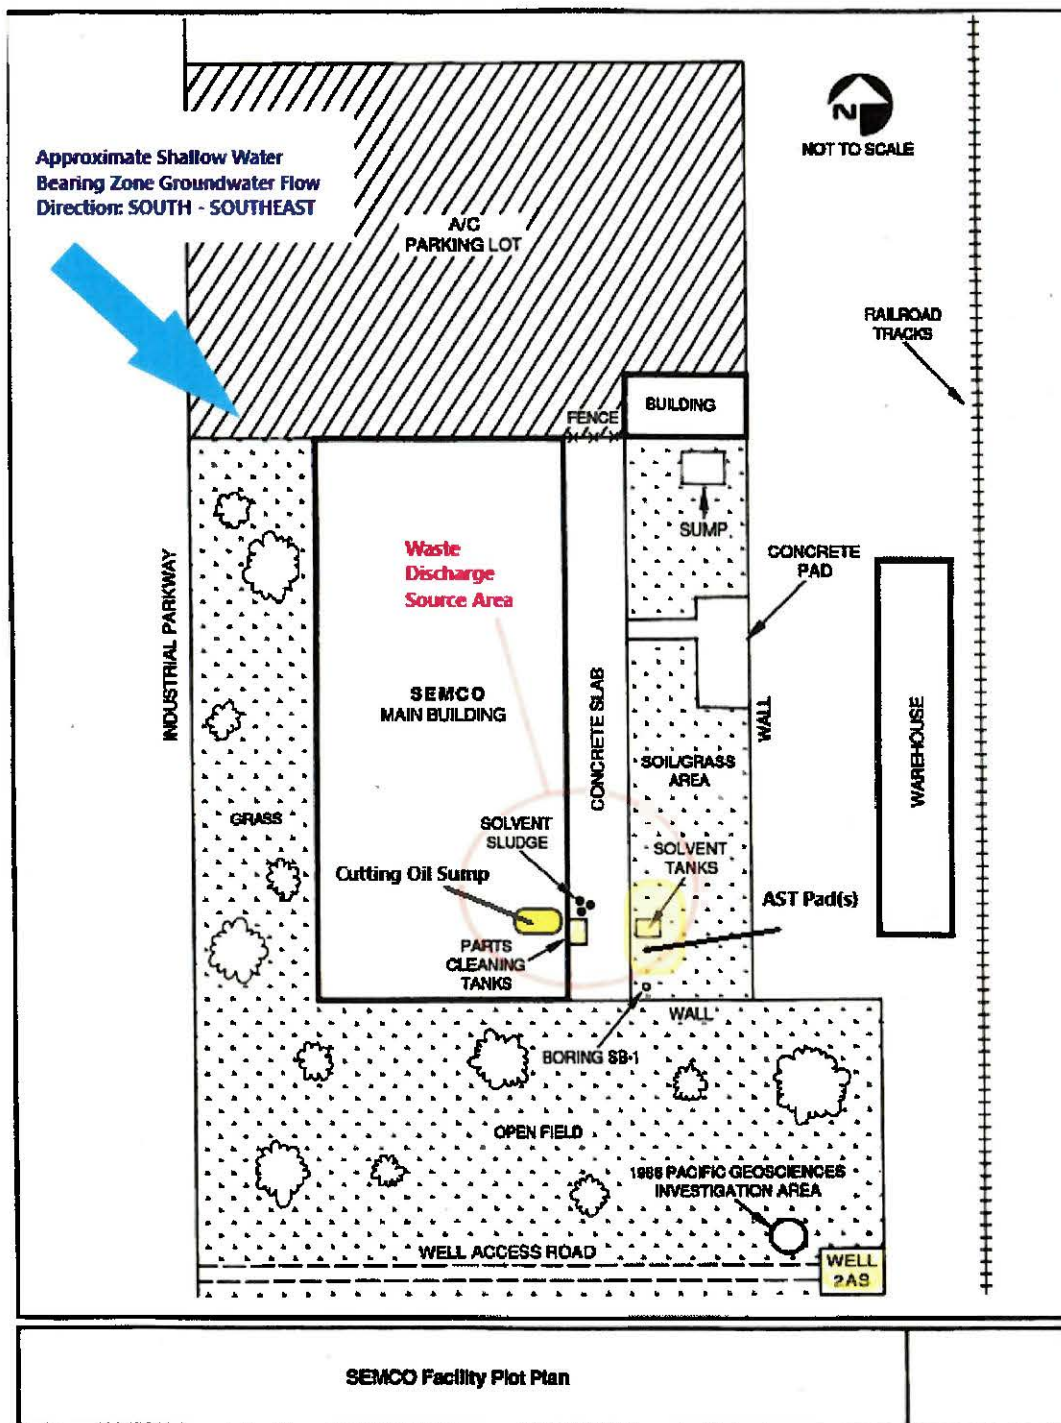 N
NOT TO SCALE
Approximate Shallow Water
Bearing Zone Groundwater Flow
Direction: SOUTH - SOUTHEAST
A/C
PARKING LOT
RAILROAD
TRACKS
BUILDING
FENCE
SUMP
CONCRETE
PAD
Waste
Discharge
Source Area
INDUSTRIAL PARKWAY
SEMCO
MAIN BUILDING
CONCRETE SLAB
WALL
WAREHOUSE
SOIL/GRASS
AREA
GRASS
SOLVENT
SLUDGE
SOLVENT
TANKS
Cutting Oil Sump
AST Pad(s)
PARTS
CLEANING
TANKS
WALL
BORING SB-1
OPEN FIELD
1986 PACIFIC GEOSCIENCES
INVESTIGATION AREA
WELL ACCESS ROAD
WELL
2AS
SEMCO Facility Plot Plan